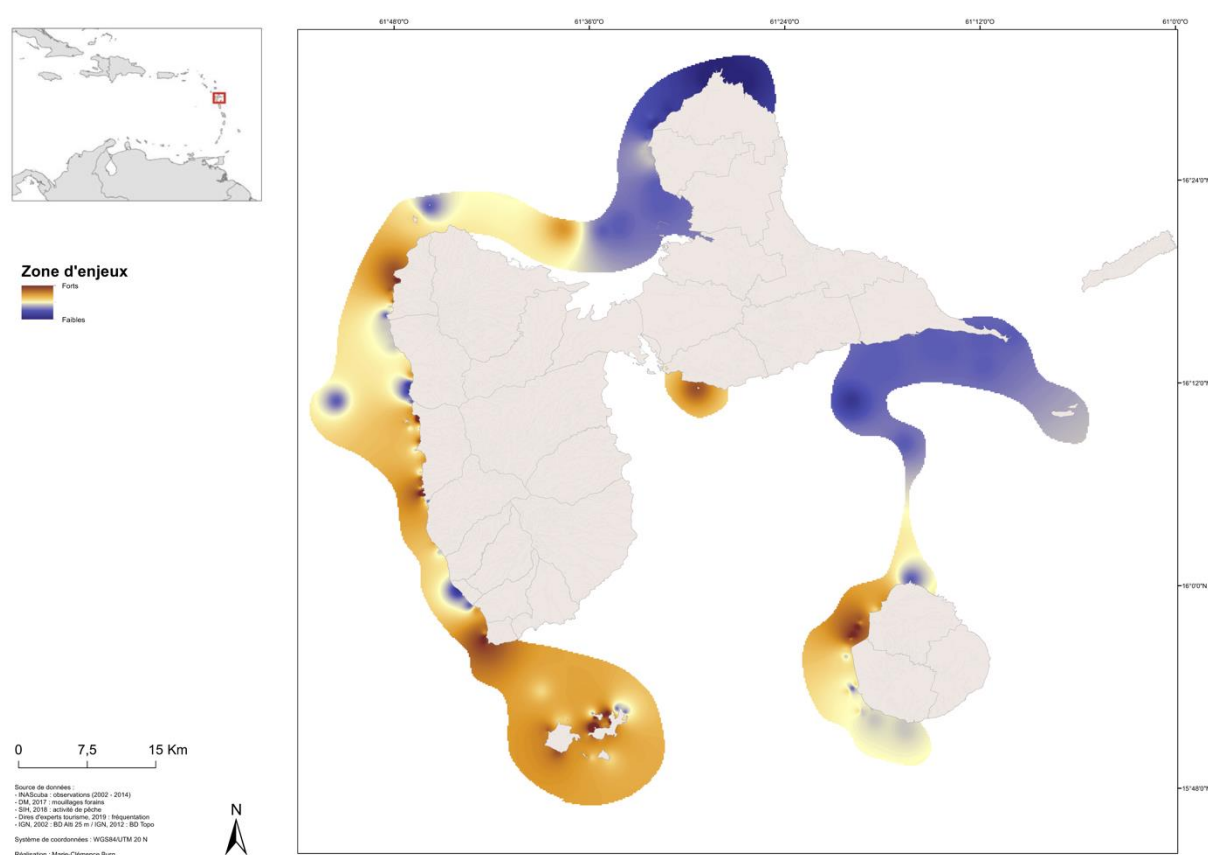 61°48'0"O 61°36'0"O 61°24'0"O 61°12'0"O 61°0'0"O
Zone d'enjeux
Forts
Faibles
16°24'0"N
16°12'0"N
16°0'0"N
15°48'0"N
0 7,5 15 Km
Source de données :
- INAScuba : observations (2002 - 2014)
- DM, 2017 : mouillages forains
- SIH, 2018 : activité de pêche
- Dires d'experts tourisme, 2019 : fréquentation
- IGN, 2002 : BD Alti 25 m / IGN, 2012 : BD Topo
Système de coordonnées : WGS84/UTM 20 N
N